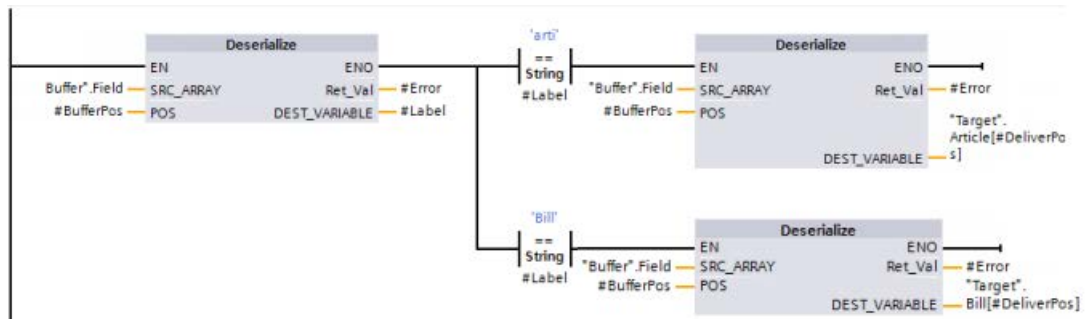 Deserialize
EN ENO
Buffer".Field SRC_ARRAY Ret_Val #Error
#BufferPos POS DEST_VARIABLE #Label
'arti'
==
String
#Label
Deserialize
EN ENO
"Buffer".Field SRC_ARRAY Ret_Val #Error
#BufferPos POS
"Target".
Article[#DeliverPo
DEST_VARIABLE s]
'Bill'
==
String
#Label
Deserialize
EN ENO
"Buffer".Field SRC_ARRAY Ret_Val #Error
#BufferPos POS "Target".
DEST_VARIABLE Bill[#DeliverPos]